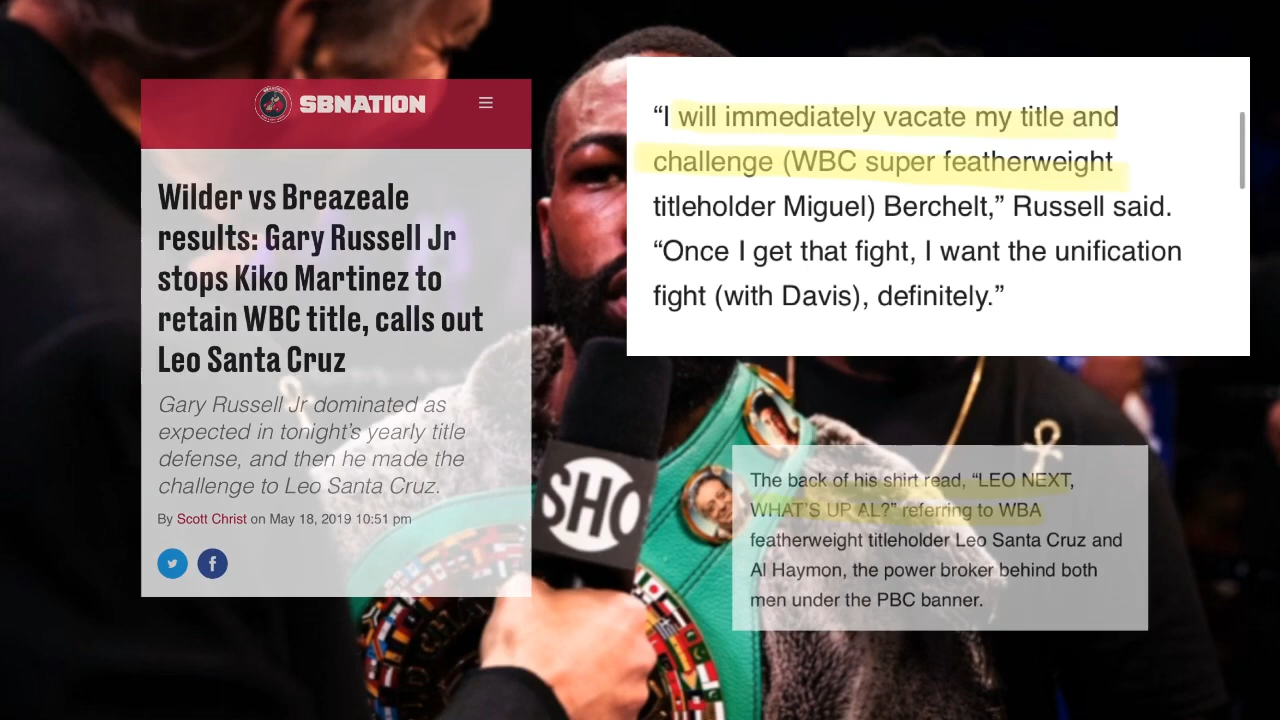 SBNATION
Wilder vs Breazeale
results: Gary Russell Jr
stops Kiko Martinez to
retain WBC title, calls out
Leo Santa Cruz
Gary Russell Jr dominated as
expected in tonight's yearly title
defense, and then he made the
challenge to Leo Santa Cruz.
By Scott Christ on May 18, 2019 10:51 pm
“I will immediately vacate my title and
challenge (WBC super featherweight
titleholder Miguel) Berchelt,” Russell said.
“Once I get that fight, I want the unification
fight (with Davis), definitely.”
The back of his shirt read, “LEO NEXT,
WHAT'S UP AL?” referring to WBA
featherweight titleholder Leo Santa Cruz and
Al Haymon, the power broker behind both
men under the PBC banner.
SHO